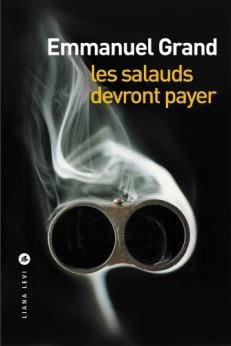 Emmanuel Grand
les salauds
devront payer
LIANA LEVI